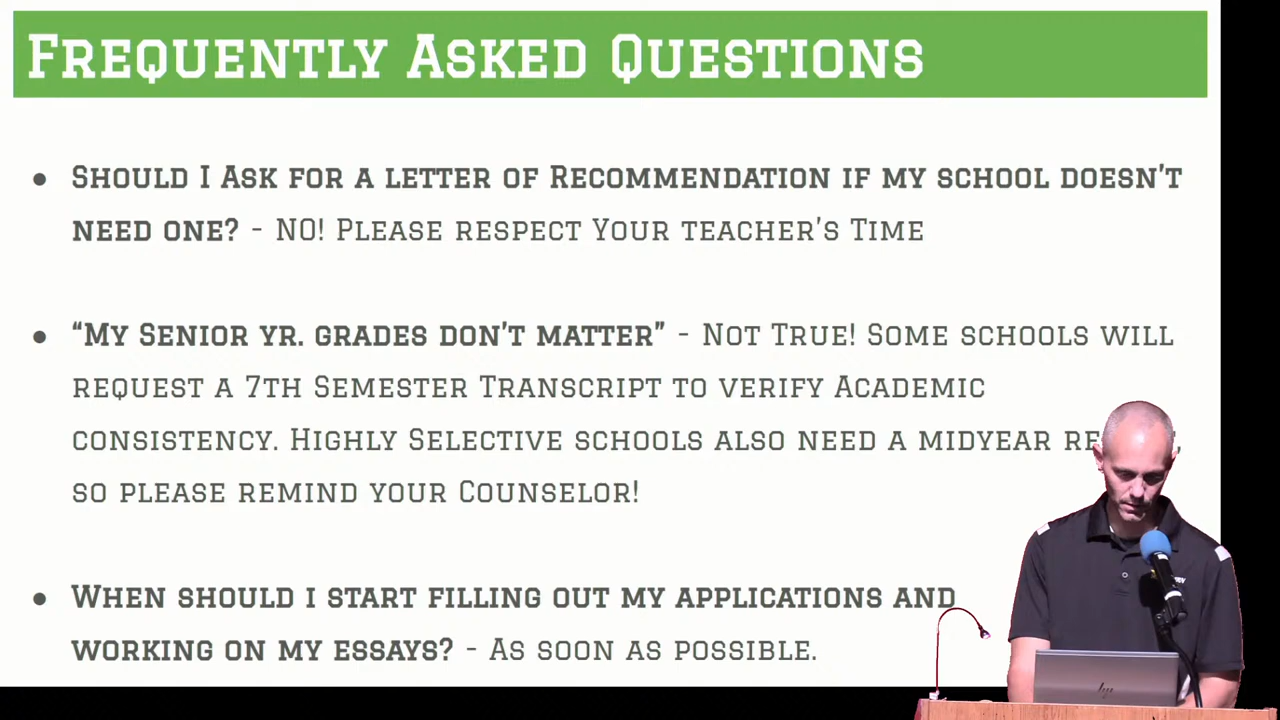 Frequently Asked Questions
● Should I Ask for a letter of Recommendation if my school doesn't
need one? - NO! Please respect Your teacher's Time
● “My Senior yr. grades don't matter” - Not True! Some schools will
request a 7th Semester Transcript to verify Academic
consistency. Highly Selective schools also need a midyear
so please remind your Counselor!
● When should i start filling out my applications and
working on my essays? - As soon as possible.
hp